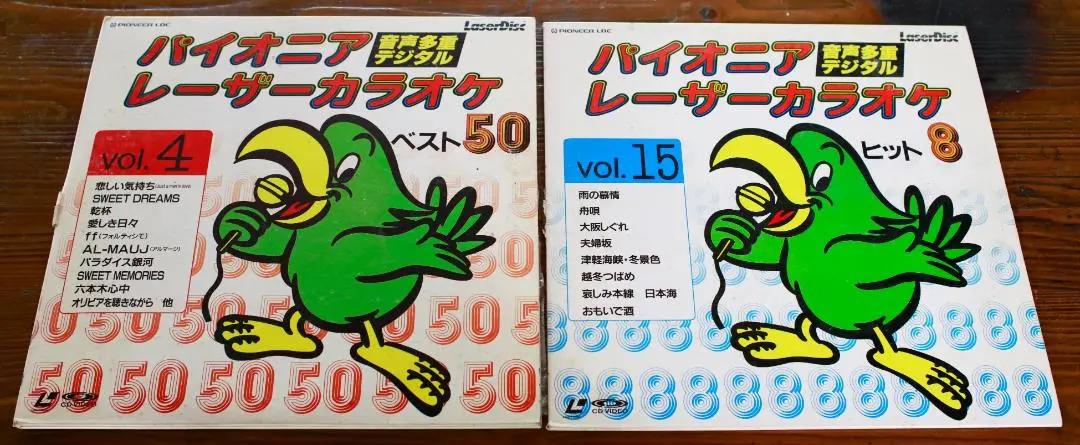 PIONEER LDC
LaserDisc
パイオニア
音声多重
デジタル
レーザーカラオケ
ベスト50
vol. 4
悲しい気持ち
SWEET DREAMS
乾杯
愛しき日々
ff(フォルティシモ)
AL-MAUJ(アルマージ)
パラダイス銀河
SWEET MEMORIES
六本木心中
オリビアを聴きながら 他
50 50 50 50 50
50 50 50 50 50
CD VIDEO
PIONEER LDC
LaserDisc
パイオニア
音声多重
デジタル
レーザーカラオケ
ヒット8
vol. 15
雨の慕情
舟唄
大阪しぐれ
夫婦坂
津軽海峡・冬景色
越冬つばめ
哀しみ本線 日本海
おもいで酒
CD VIDEO